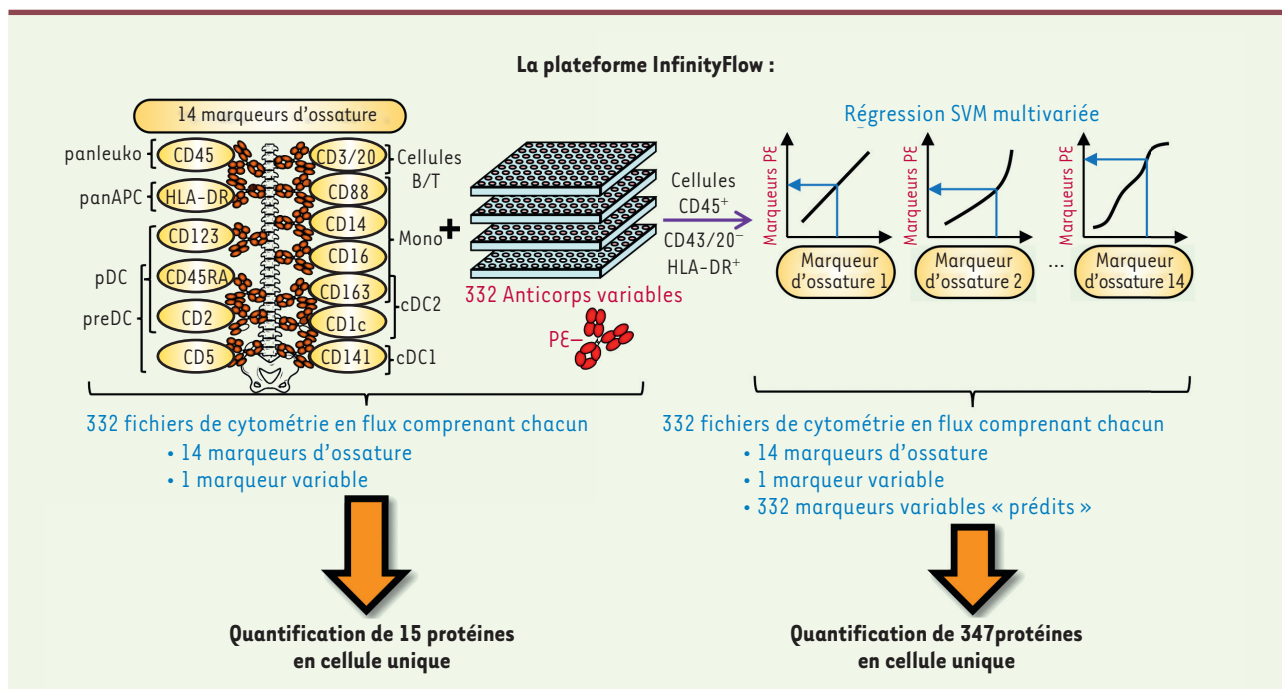 La plateforme InfinityFlow :
14 marqueurs d'ossature
panleuko
CD45
panAPC
HLA-DR
CD123
pDC
CD45RA
preDC
CD2
CD5
CD3/20
Cellules
B/T
CD88
CD14
Mono
CD16
CD163
cDC2
CD1c
CD141
cDC1
+
332 Anticorps variables
PE
Cellules
CD45⁺
CD43/20⁻
HLA-DR⁺
Régression SVM multivariée
Marqueurs PE
Marqueur
d'ossature 1
Marqueurs PE
Marqueur
d'ossature 2
...
Marqueurs PE
Marqueur
d'ossature 14
332 fichiers de cytométrie en flux comprenant chacun
• 14 marqueurs d'ossature
• 1 marqueur variable
Quantification de 15 protéines
en cellule unique
332 fichiers de cytométrie en flux comprenant chacun
• 14 marqueurs d'ossature
• 1 marqueur variable
• 332 marqueurs variables « prédits »
Quantification de 347protéines
en cellule unique